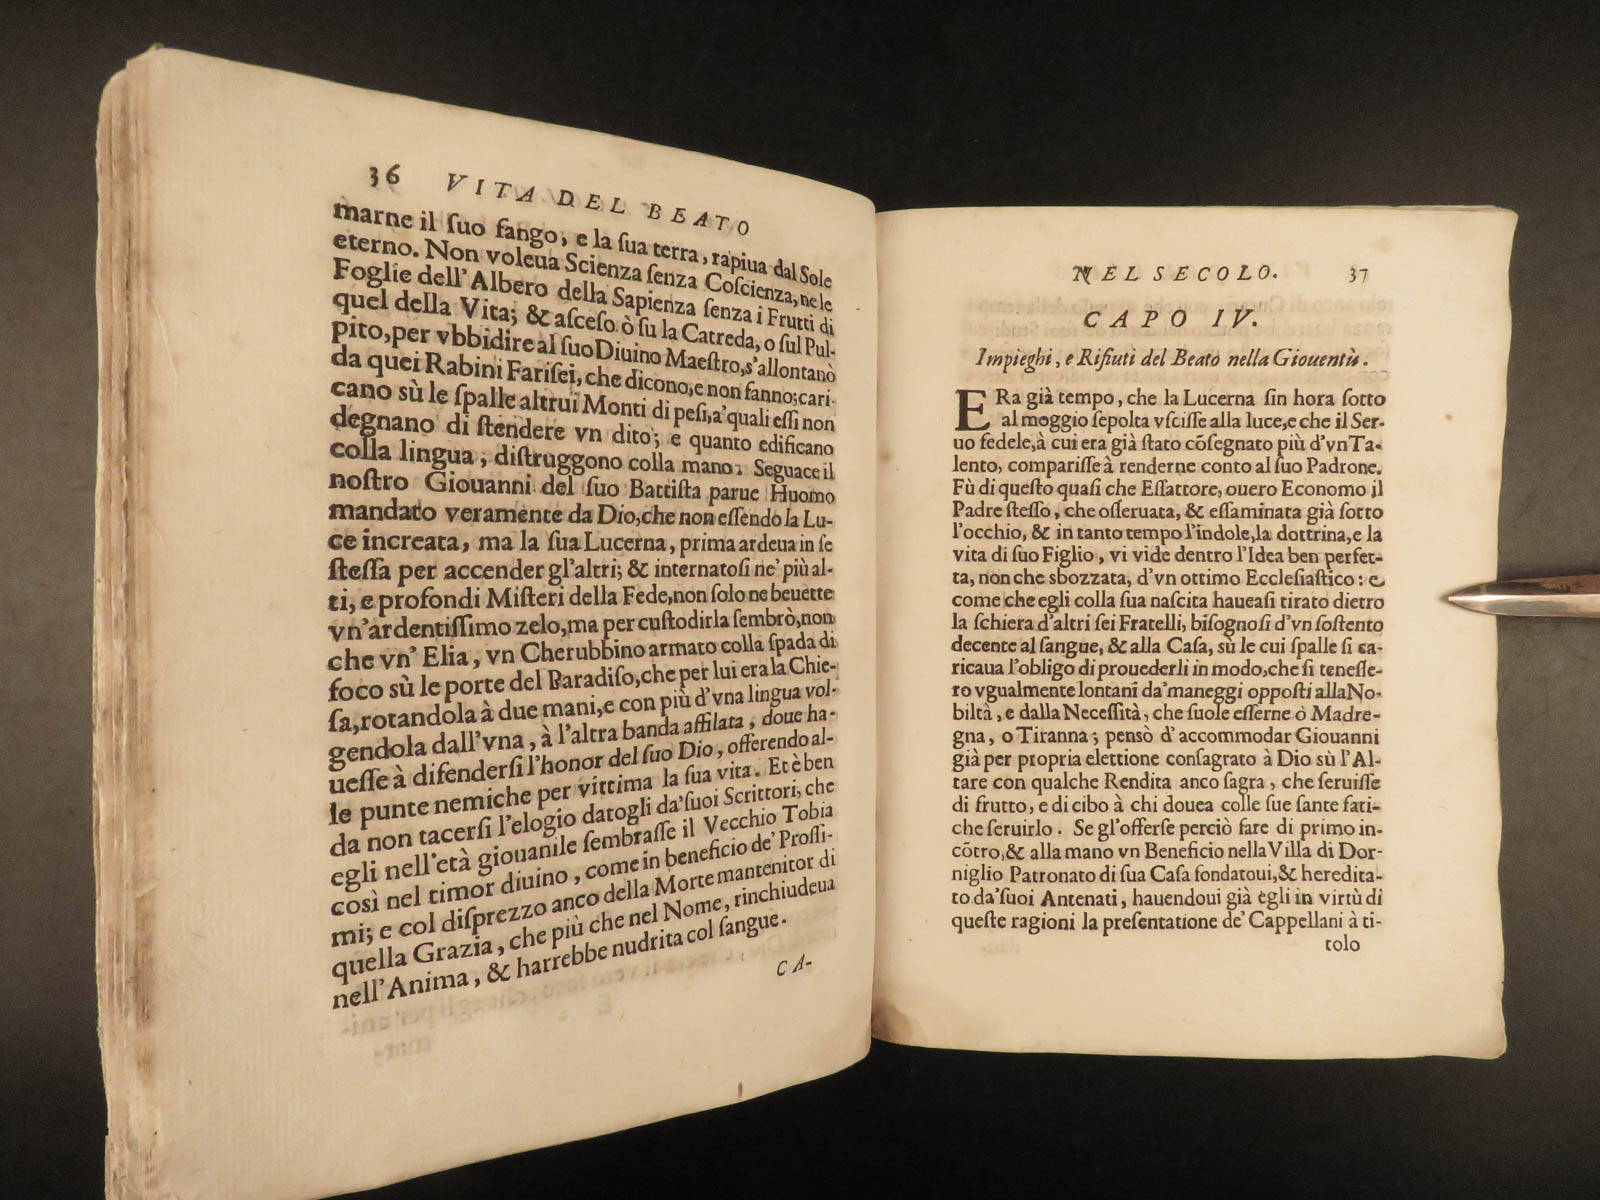 36 VITA DEL BEATO
marne il ſuo fango, e la ſua terra, rapiua dal Sole
eterno. Non voleua Scienza ſenza Coſcienza, ne le
Foglie dell'Albero della Sapienza ſenza i Frutti di
quel della Vita; & aſceſo ò ſu la Catreda, o ſul Pul-
pito, per vbbidire al ſuo Diuino Maeſtro, s'allontanò
da quei Rabini Fariſei, che dicono, e non fanno; cari-
cano sù le ſpalle altrui Monti di peſi, a' quali eſſi non
degnano di ſtendere vn dito; e quanto edificano
colla lingua, diſtruggono colla mano. Seguace il
noſtro Giouanni del ſuo Battiſta parue Huomo
mandato veramente da Dio, che non eſſendo la Lu-
ce increata, ma la ſua Lucerna, prima ardeua in ſe
ſteſſa per accender gl'altri; & internatoſi ne' più al-
ti, e profondi Miſteri della Fede, non ſolo ne beuette
vn'ardentiſſimo zelo, ma per cuſtodirla ſembrò, non
che vn' Elia, vn Cherubbino armato colla ſpada di
foco sù le porte del Paradiſo, che per lui era la Chie-
ſa, rotandola à due mani, e con più d'vna lingua vol-
gendola dall'vna, à l'altra banda affilata, doue ha-
ueſſe à difenderſi l'honor del ſuo Dio, offerendo al-
le punte nemiche per vittima la ſua vita. Et è ben
da non tacerſi l'elogio datogli da' ſuoi Scrittori, che
egli nell'età giouanile ſembraſſe il Vecchio Tobia
così nel timor diuino, come in beneficio de' Proſſi-
mi; e col diſprezzo anco della Morte mantenitor di
quella Grazia, che più che nel Nome, rinchiudeua
nell'Anima, & harrebbe nudrita col ſangue.
CA-
NEL SECOLO. 37
CAPO IV.
Impieghi, e Rifiuti del Beato nella Giouentù.
ERa già tempo, che la Lucerna ſin hora ſotto
al moggio ſepolta vſciſſe alla luce, e che il Ser-
uo fedele, à cui era già ſtato cōſegnato più d'vn Ta-
lento, compariſſe à renderne conto al ſuo Padrone.
Fù di queſto quaſi che Eſſattore, ouero Economo il
Padre ſteſſo, che oſſeruata, & eſſaminata già ſotto
l'occhio, & in tanto tempo l'indole, la dottrina, e la
vita di ſuo Figlio, vi vide dentro l'Idea ben perfet-
ta, non che sbozzata, d'vn ottimo Eccleſiaſtico: e
come che egli colla ſua naſcita haueaſi tirato dietro
la ſchiera d'altri ſei Fratelli, biſognoſi d'vn ſoſtento
decente al ſangue, & alla Caſa, sù le cui ſpalle ſi ca-
ricaua l'obligo di prouederli in modo, che ſi teneſſe-
ro vgualmente lontani da' maneggi oppoſti alla No-
biltà, e dalla Neceſſità, che ſuole eſſerne ò Madre-
gna, o Tiranna; pensò d'accommodar Giouanni
già per propria elettione conſagrato à Dio sù l'Al-
tare con qualche Rendita anco ſagra, che ſeruiſſe
di frutto, e di cibo à chi douea colle ſue ſante fati-
che ſeruirlo. Se gl'offerſe perciò fare di primo in-
cōtro, & alla mano vn Beneficio nella Villa di Dor-
niglio Patronato di ſua Caſa fondatoui, & heredita-
to da' ſuoi Antenati, hauendoui già egli in virtù di
queſte ragioni la preſentatione de' Cappellani à ti-
tolo